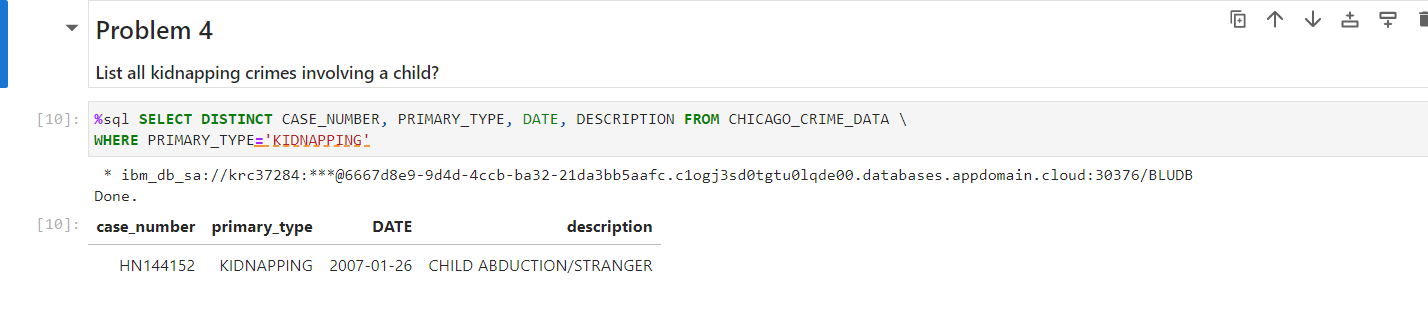 Problem 4
List all kidnapping crimes involving a child?
[10]: %sql SELECT DISTINCT CASE_NUMBER, PRIMARY_TYPE, DATE, DESCRIPTION FROM CHICAGO_CRIME_DATA \
WHERE PRIMARY_TYPE='KIDNAPPING'
* ibm_db_sa://krc37284:***@6667d8e9-9d4d-4ccb-ba32-21da3bb5aafc.c1ogj3sd0tgtu0lqde00.databases.appdomain.cloud:30376/BLUDB
Done.
[10]: case_number primary_type DATE description
HN144152 KIDNAPPING 2007-01-26 CHILD ABDUCTION/STRANGER